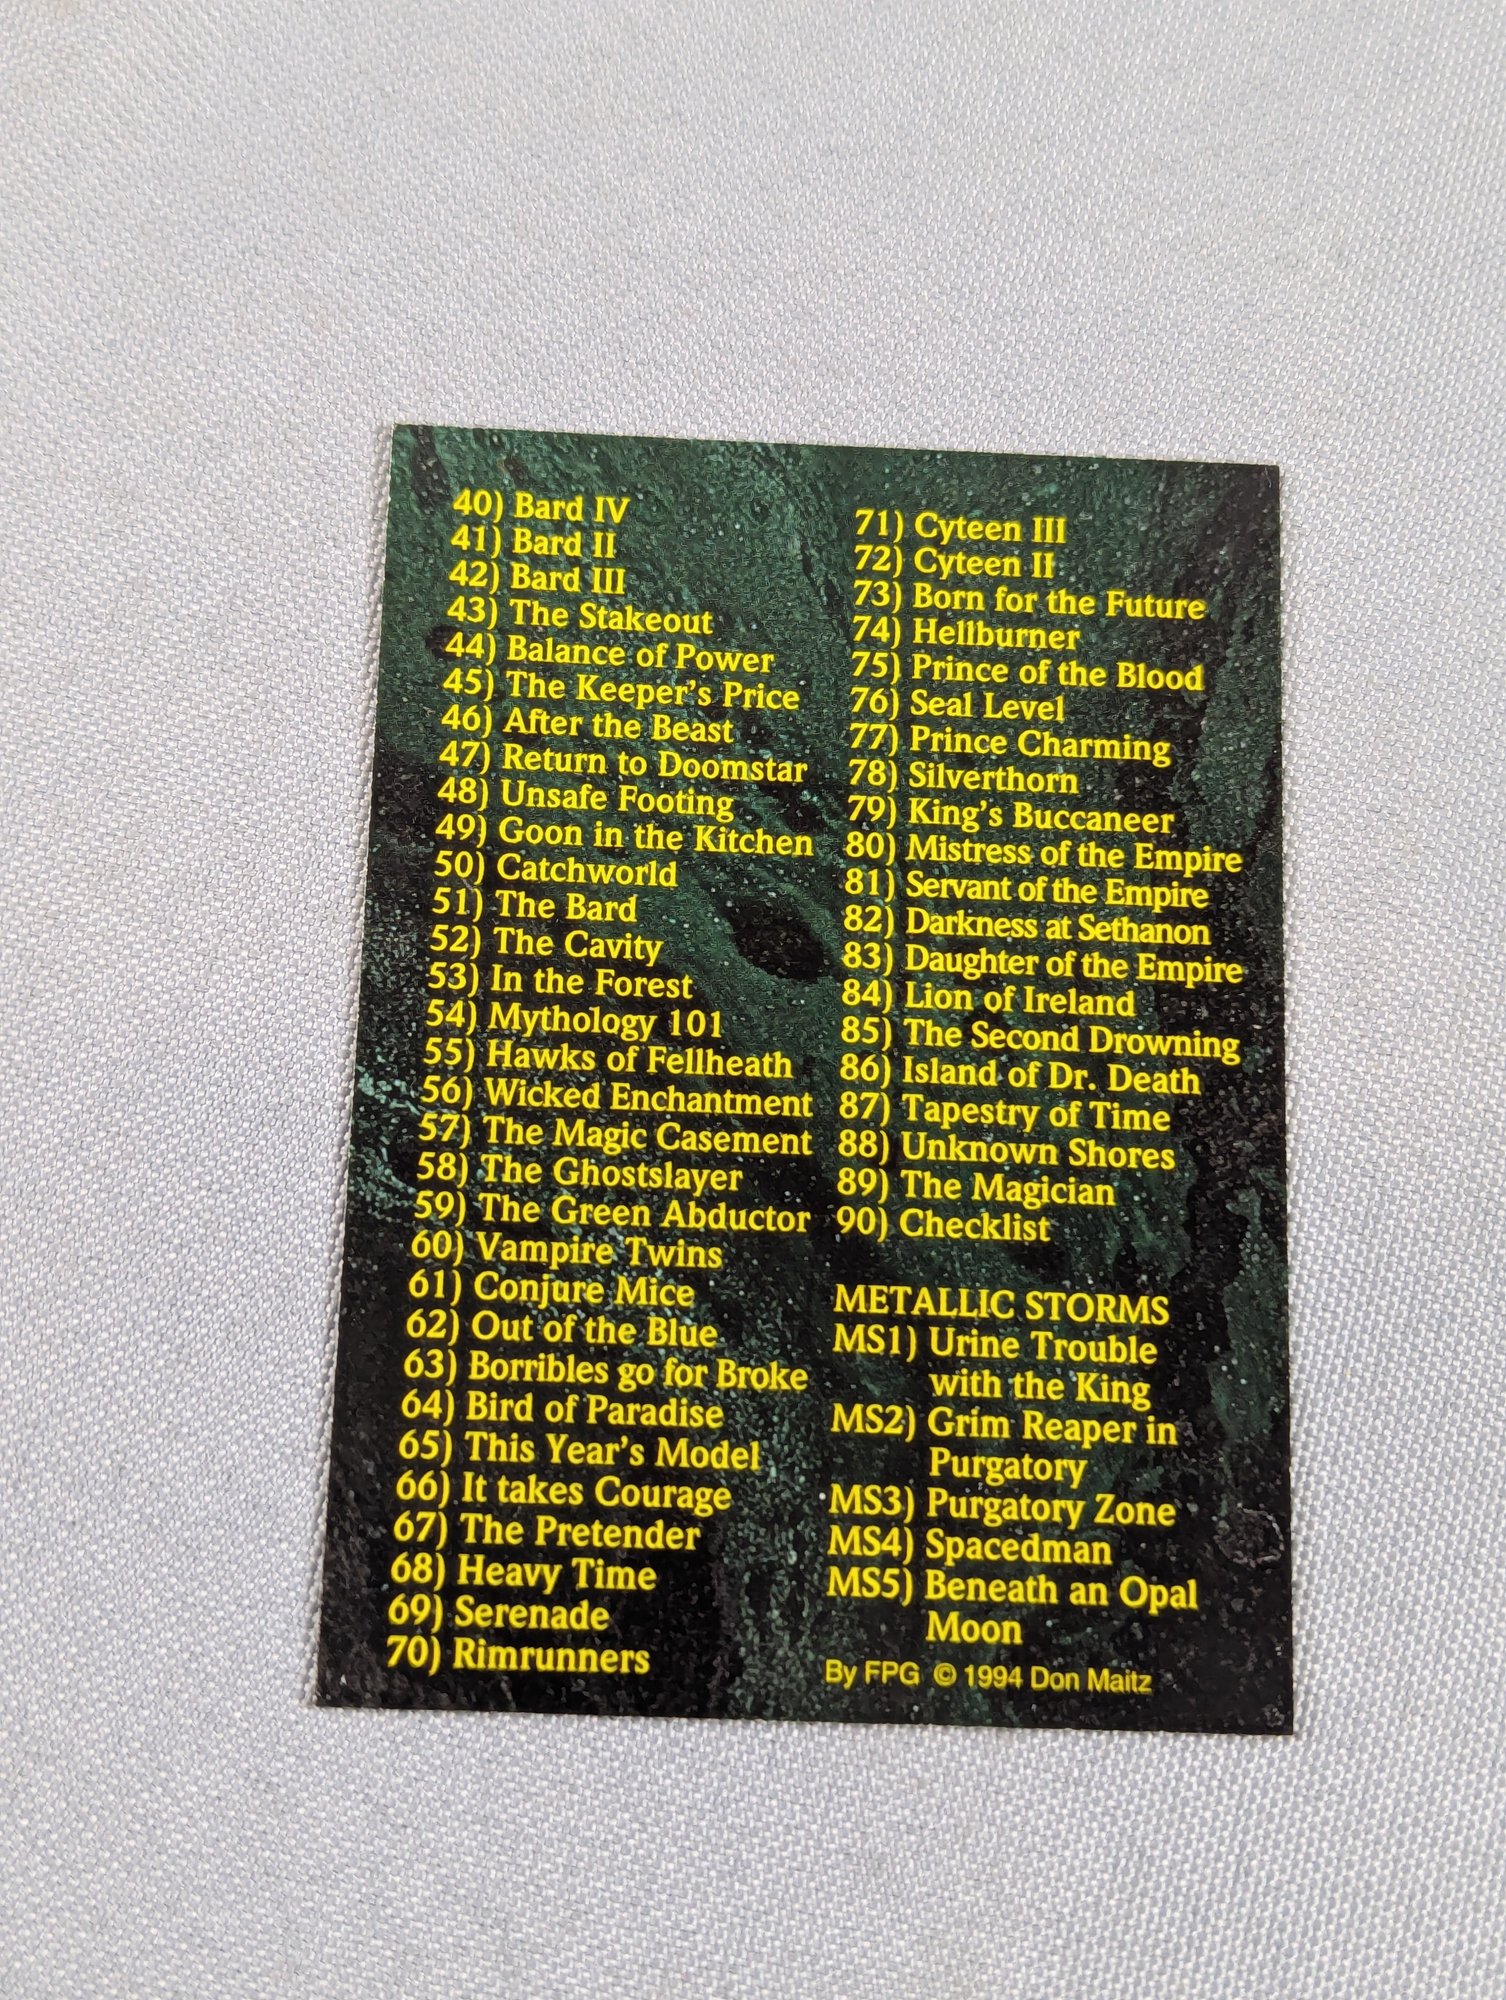 40) Bard IV
41) Bard II
42) Bard III
43) The Stakeout
44) Balance of Power
45) The Keeper's Price
46) After the Beast
47) Return to Doomstar
48) Unsafe Footing
49) Goon in the Kitchen
50) Catchworld
51) The Bard
52) The Cavity
53) In the Forest
54) Mythology 101
55) Hawks of Fellheath
56) Wicked Enchantment
57) The Magic Casement
58) The Ghostslayer
59) The Green Abductor
60) Vampire Twins
61) Conjure Mice
62) Out of the Blue
63) Borribles go for Broke
64) Bird of Paradise
65) This Year's Model
66) It takes Courage
67) The Pretender
68) Heavy Time
69) Serenade
70) Rimrunners
71) Cyteen III
72) Cyteen II
73) Born for the Future
74) Hellburner
75) Prince of the Blood
76) Seal Level
77) Prince Charming
78) Silverthorn
79) King's Buccaneer
80) Mistress of the Empire
81) Servant of the Empire
82) Darkness at Sethanon
83) Daughter of the Empire
84) Lion of Ireland
85) The Second Drowning
86) Island of Dr. Death
87) Tapestry of Time
88) Unknown Shores
89) The Magician
90) Checklist
METALLIC STORMS
MS1) Urine Trouble
with the King
MS2) Grim Reaper in
Purgatory
MS3) Purgatory Zone
MS4) Spacedman
MS5) Beneath an Opal
Moon
By FPG © 1994 Don Maitz